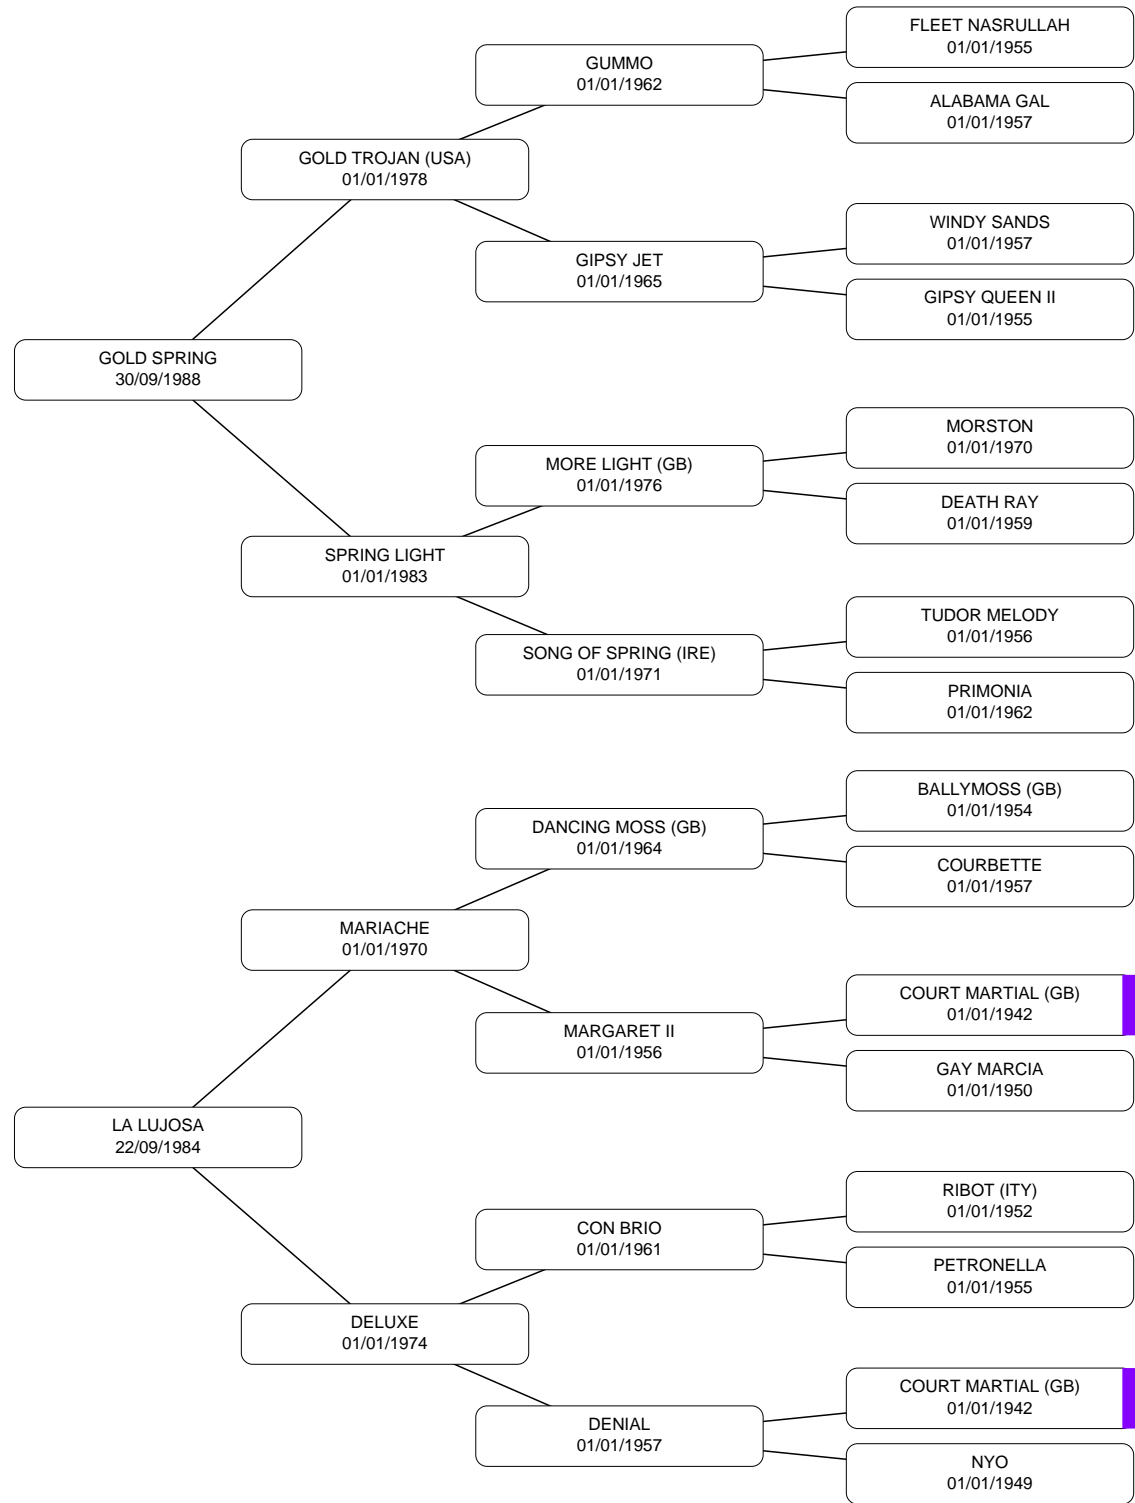 FLEET NASRULLAH
01/01/1955
GUMMO
01/01/1962
ALABAMA GAL
01/01/1957
GOLD TROJAN (USA)
01/01/1978
WINDY SANDS
01/01/1957
GIPSY JET
01/01/1965
GIPSY QUEEN II
01/01/1955
GOLD SPRING
30/09/1988
MORSTON
01/01/1970
MORE LIGHT (GB)
01/01/1976
DEATH RAY
01/01/1959
SPRING LIGHT
01/01/1983
TUDOR MELODY
01/01/1956
SONG OF SPRING (IRE)
01/01/1971
PRIMONIA
01/01/1962
BALLYMOSS (GB)
01/01/1954
DANCING MOSS (GB)
01/01/1964
COURBETTE
01/01/1957
MARIACHE
01/01/1970
COURT MARTIAL (GB)
01/01/1942
MARGARET II
01/01/1956
GAY MARCIA
01/01/1950
LA LUJOSA
22/09/1984
RIBOT (ITY)
01/01/1952
CON BRIO
01/01/1961
PETRONELLA
01/01/1955
DELUXE
01/01/1974
COURT MARTIAL (GB)
01/01/1942
DENIAL
01/01/1957
NYO
01/01/1949